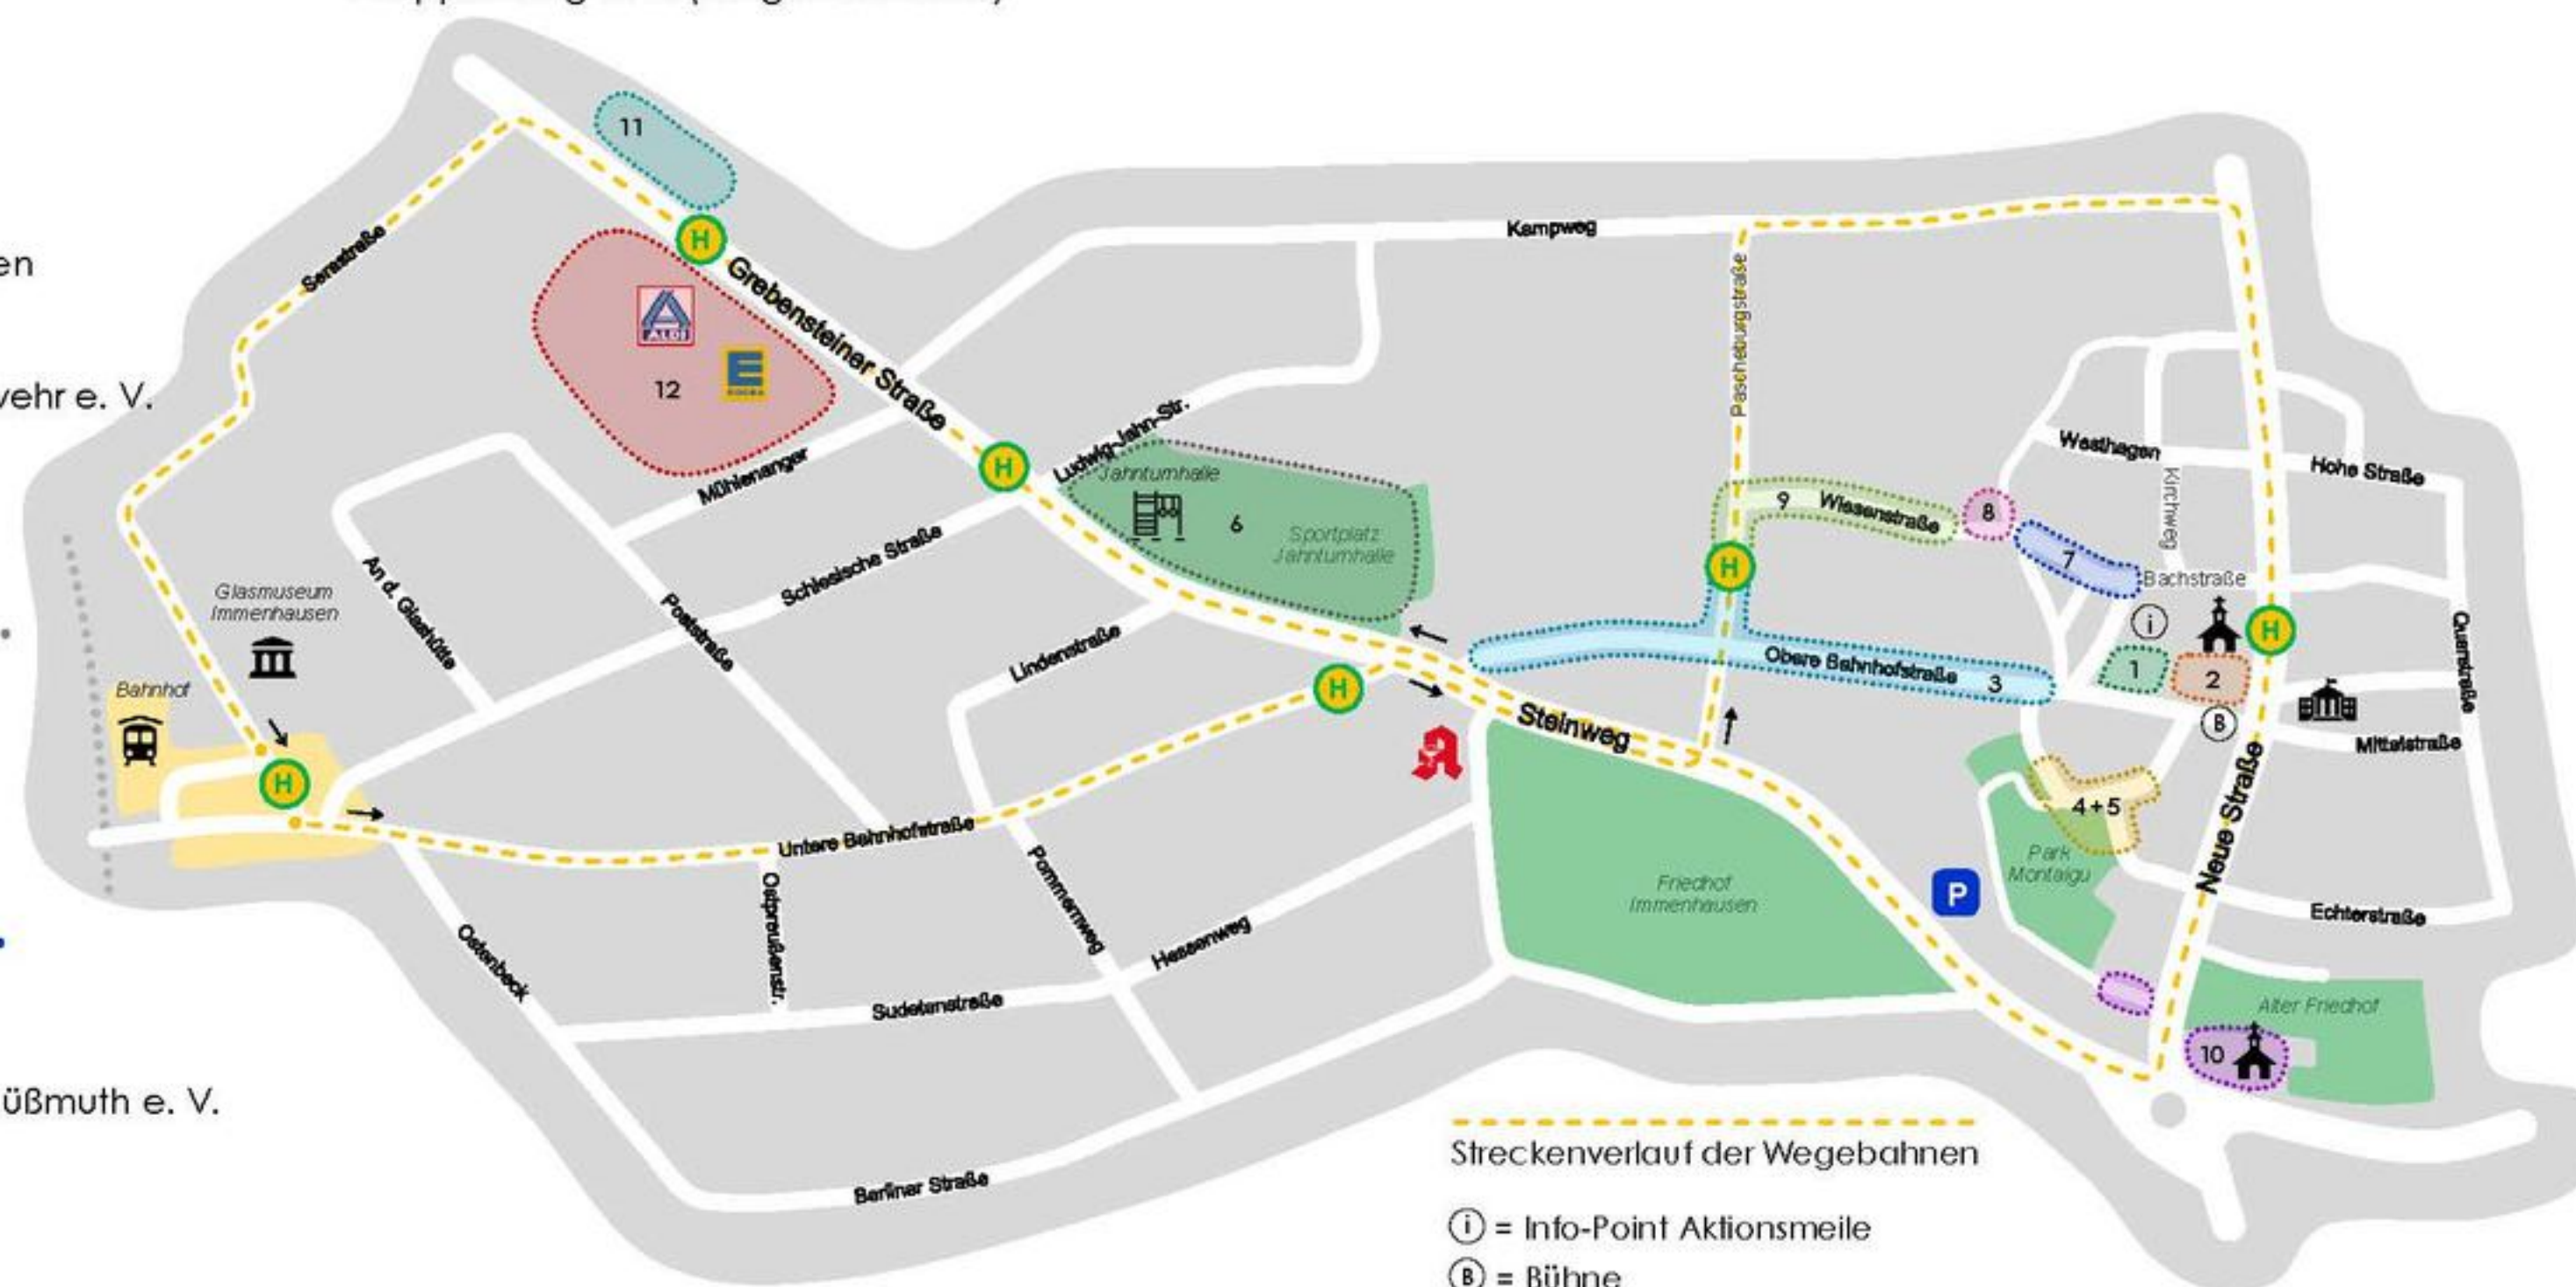 en
vehr e. V.
üßmuth e. V.
11
H
Kampweg
Serastraße
Grebensteiner Straße
Pascheburgstraße
ALDI
E
EDEKA
12
Westhagen
Hohe Straße
Ludwig-Jahn-Str.
H
Jahnturnhalle
Mühlenanger
Kirchweg
9
Wiesenstraße
8
6
Sportplatz
Jahnturnhalle
Schlesische Straße
H
7
Bachstraße
An d. Glashütte
Glasmuseum
Immenhausen
Poststraße
i
H
Lindenstraße
Querstraße
Obere Bahnhofstraße
3
1
2
Bahnhof
H
B
Steinweg
Mittelstraße
H
4+5
Neue Straße
Untere Bahnhofstraße
Park
Montaigu
Friedhof
Immenhausen
P
Pommernweg
Ostpreußenstr.
Echterstraße
Hessenweg
Ostenbeck
Sudetenstraße
Alter Friedhof
10
Streckenverlauf der Wegebahnen
Berliner Straße
i = Info-Point Aktionsmeile
B = Bühne